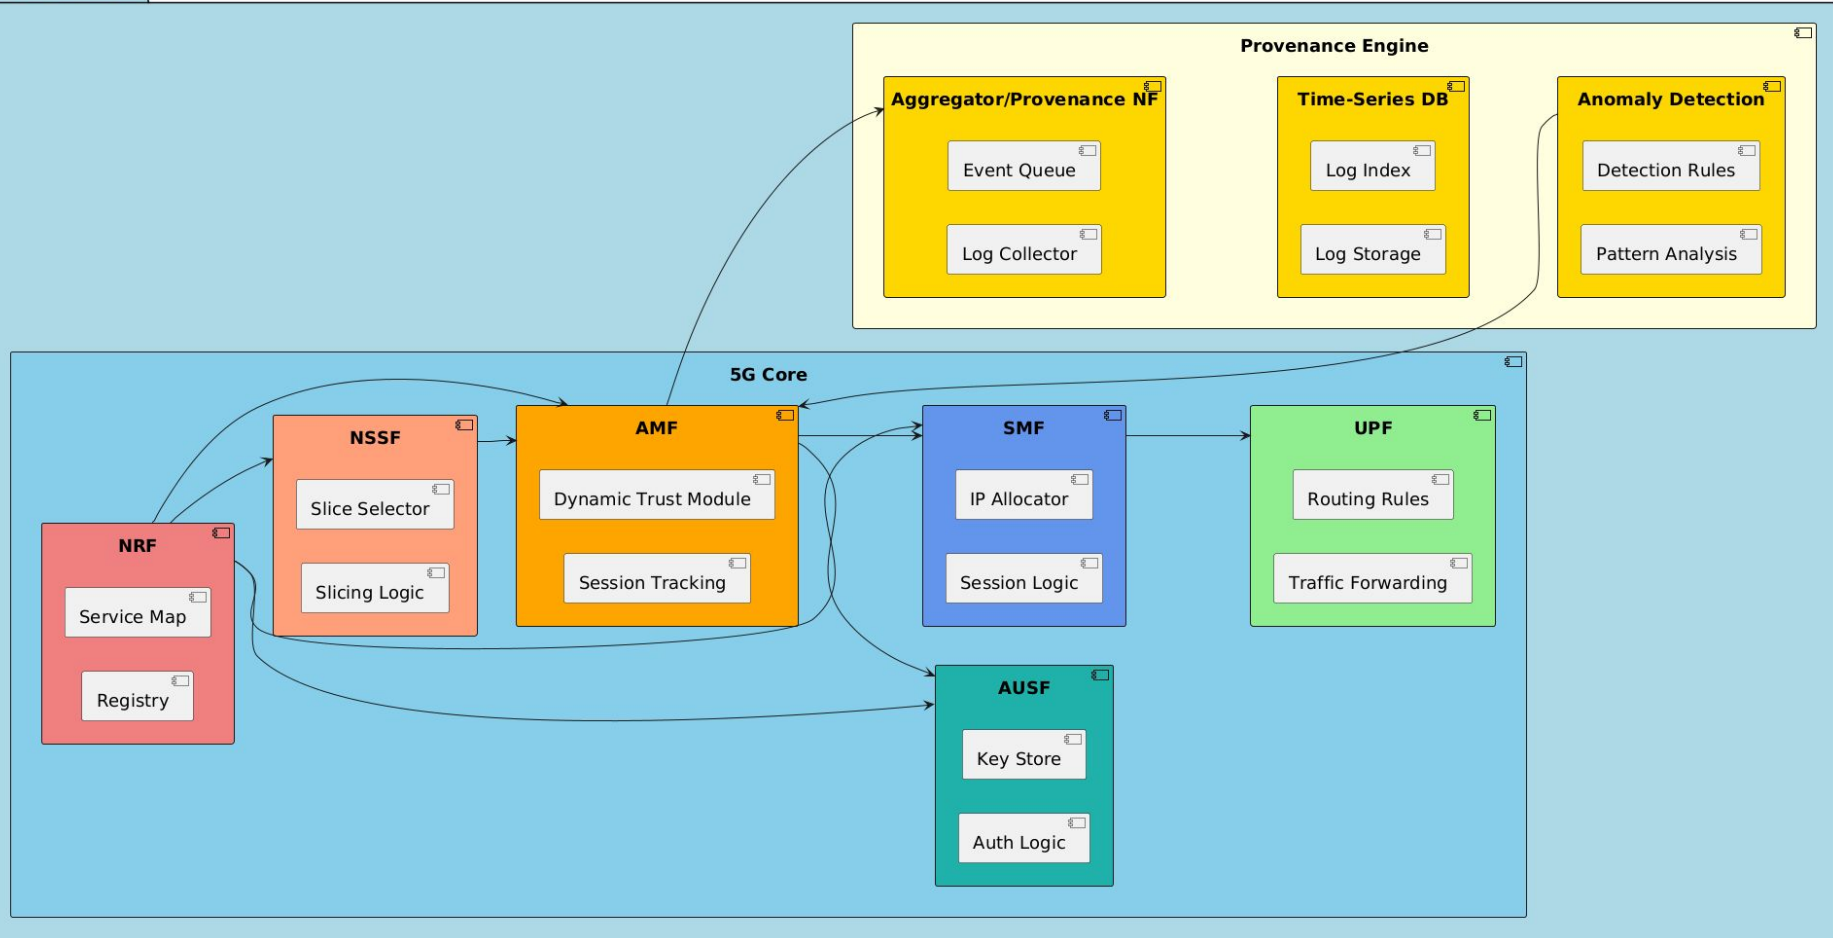 Provenance Engine
Aggregator/Provenance NF
Event Queue
Log Collector
Time-Series DB
Log Index
Log Storage
Anomaly Detection
Detection Rules
Pattern Analysis
5G Core
NRF
Service Map
Registry
NSSF
Slice Selector
Slicing Logic
AMF
Dynamic Trust Module
Session Tracking
SMF
IP Allocator
Session Logic
UPF
Routing Rules
Traffic Forwarding
AUSF
Key Store
Auth Logic